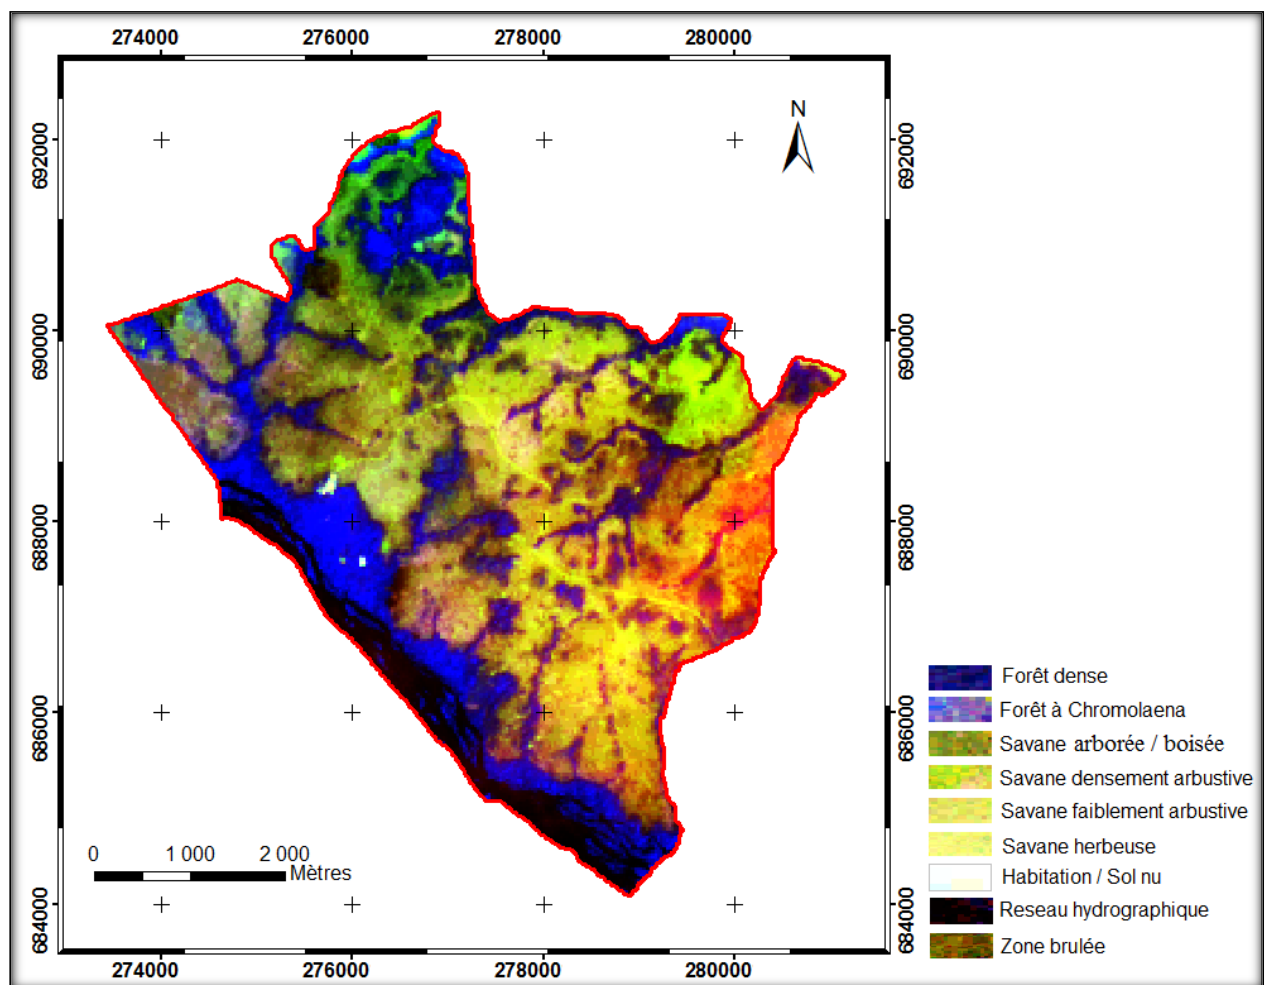 274000 276000 278000 280000
N
692000 692000
690000 690000
688000 688000
686000 686000
684000 684000
0 1 000 2 000
Mètres
Forêt dense
Forêt à Chromolaena
Savane arborée / boisée
Savane densement arbustive
Savane faiblement arbustive
Savane herbeuse
Habitation / Sol nu
Reseau hydrographique
Zone brulée
274000 276000 278000 280000